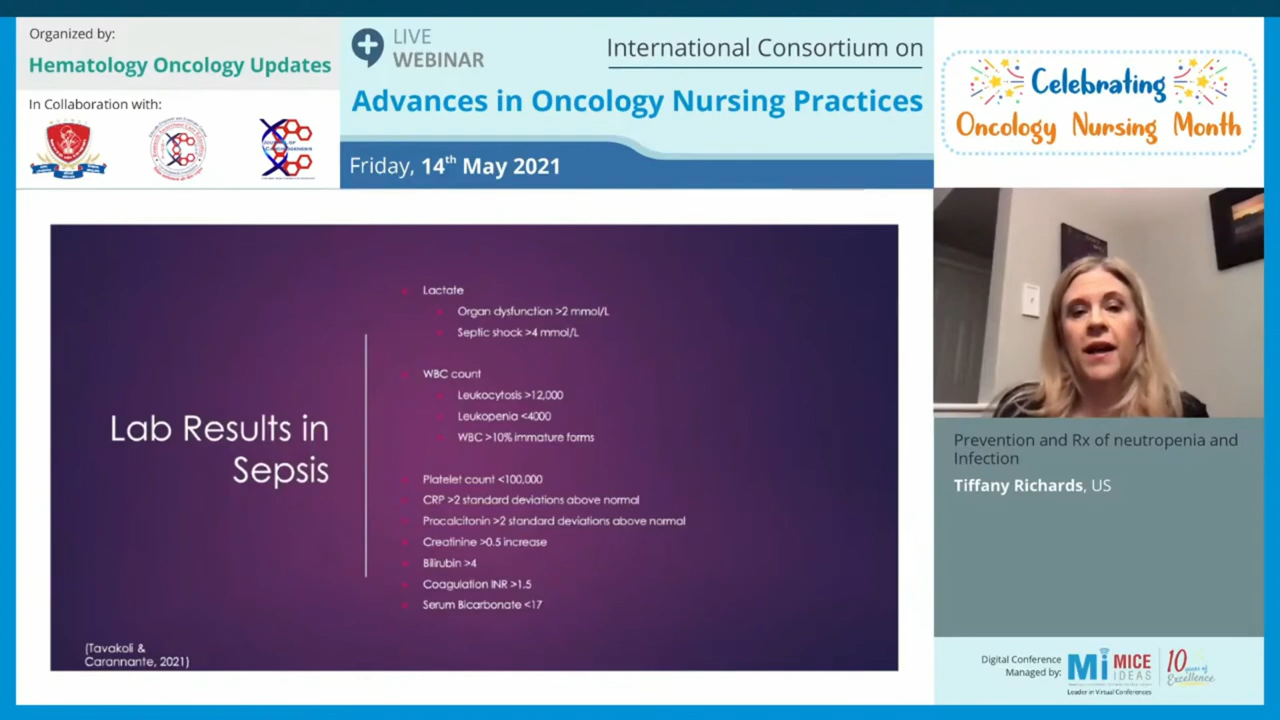 Organized by:
Hematology Oncology Updates
In Collaboration with:
LIVE
WEBINAR
International Consortium on
Advances in Oncology Nursing Practices
Friday, 14th May 2021
Celebrating
Oncology Nursing Month
Lab Results in
Sepsis
Lactate
Organ dysfunction >2 mmol/L
Septic shock >4 mmol/L
WBC count
Leukocytosis >12,000
Leukopenia <4000
WBC >10% immature forms
Platelet count <100,000
CRP >2 standard deviations above normal
Procalcitonin >2 standard deviations above normal
Creatinine >0.5 increase
Bilirubin >4
Coagulation INR >1.5
Serum Bicarbonate <17
(Tavakoli &
Carannante, 2021)
Prevention and Rx of neutropenia and
Infection
Tiffany Richards, US
Digital Conference
Managed by:
Mi MICE
IDEAS
Leader in Virtual Conferences
10 years of
Excellence